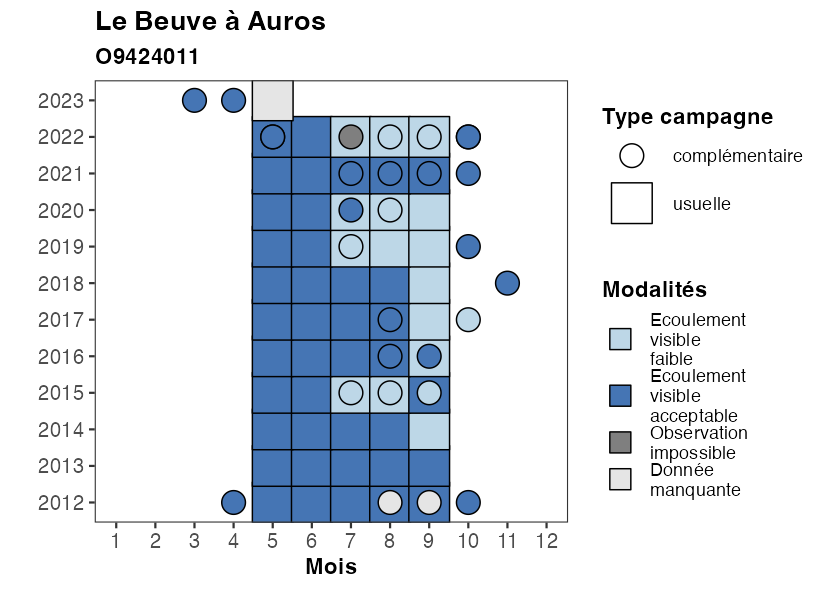 Le Beuve à Auros
O9424011
2023
2022
2021
2020
2019
2018
2017
2016
2015
2014
2013
2012
1 2 3 4 5 6 7 8 9 10 11 12
Mois
Type campagne
complémentaire
usuelle
Modalités
Ecoulement
visible
faible
Ecoulement
visible
acceptable
Observation
impossible
Donnée
manquante